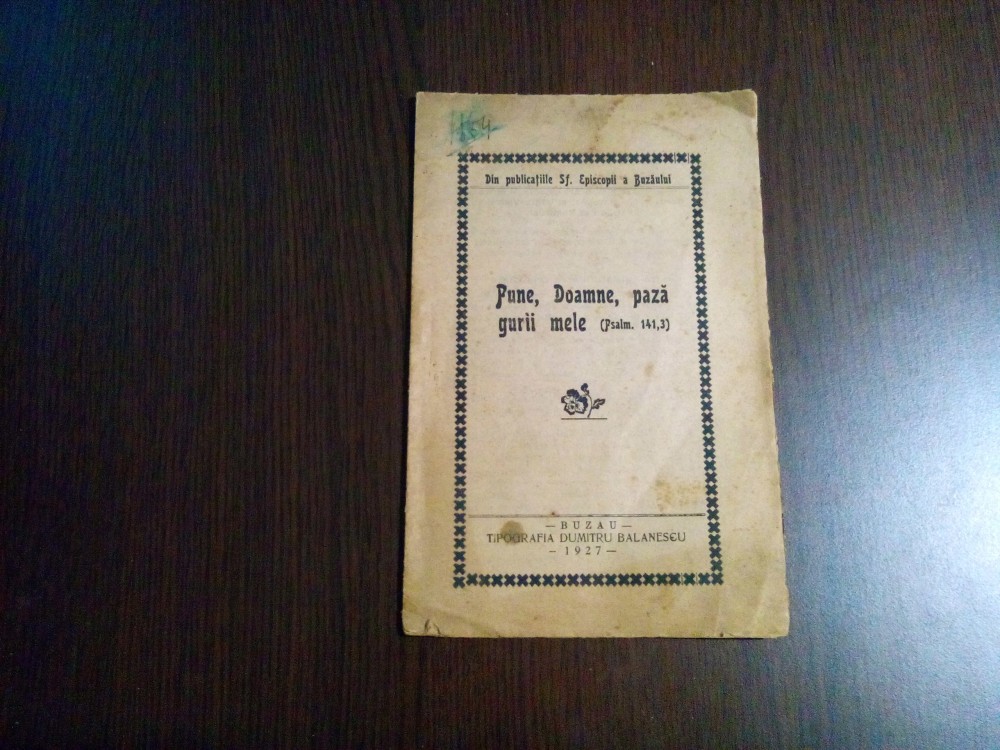 Din publicațiile Sf. Episcopii a Buzăului
Pune, Doamne, pază
gurii mele (Psalm. 141,3)
— BUZAU —
TIPOGRAFIA DUMITRU BALANESCU
— 1927 —